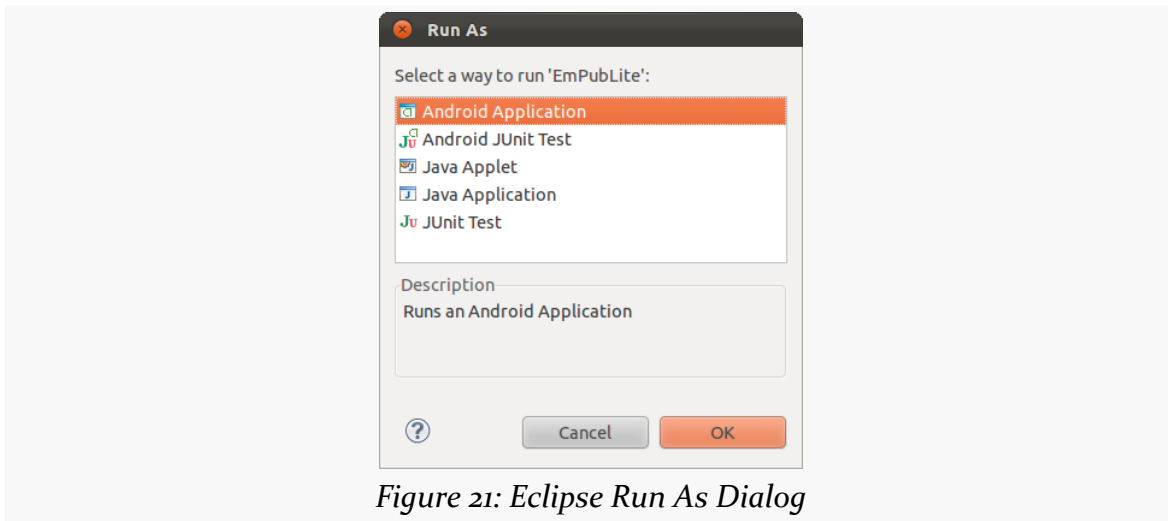 Run As
Select a way to run 'EmPubLite':
Android Application
Android JUnit Test
Java Applet
Java Application
JUnit Test
Description
Runs an Android Application
Cancel
OK
Figure 21: Eclipse Run As Dialog